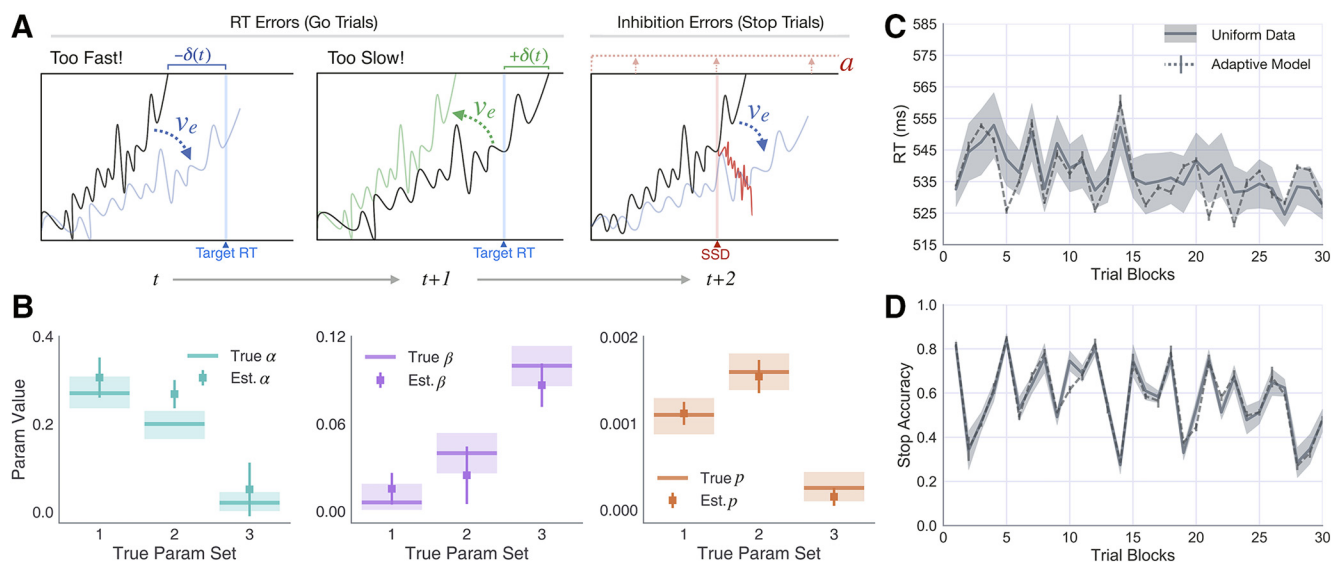 A
RT Errors (Go Trials)
Inhibition Errors (Stop Trials)
Too Fast!
−δ(t)
Too Slow!
+δ(t)
a
vₑ
vₑ
vₑ
Target RT
Target RT
SSD
t
t+1
t+2
B
Param Value
0.4
0.2
0.0
True α
Est. α
1 2 3
True Param Set
0.12
0.06
0.00
True β
Est. β
1 2 3
True Param Set
0.002
0.001
0.000
True p
Est. p
1 2 3
True Param Set
C
RT (ms)
585
575
565
555
545
535
525
515
Uniform Data
Adaptive Model
0 5 10 15 20 25 30
Trial Blocks
D
Stop Accuracy
1.0
0.8
0.6
0.4
0.2
0.0
0 5 10 15 20 25 30
Trial Blocks